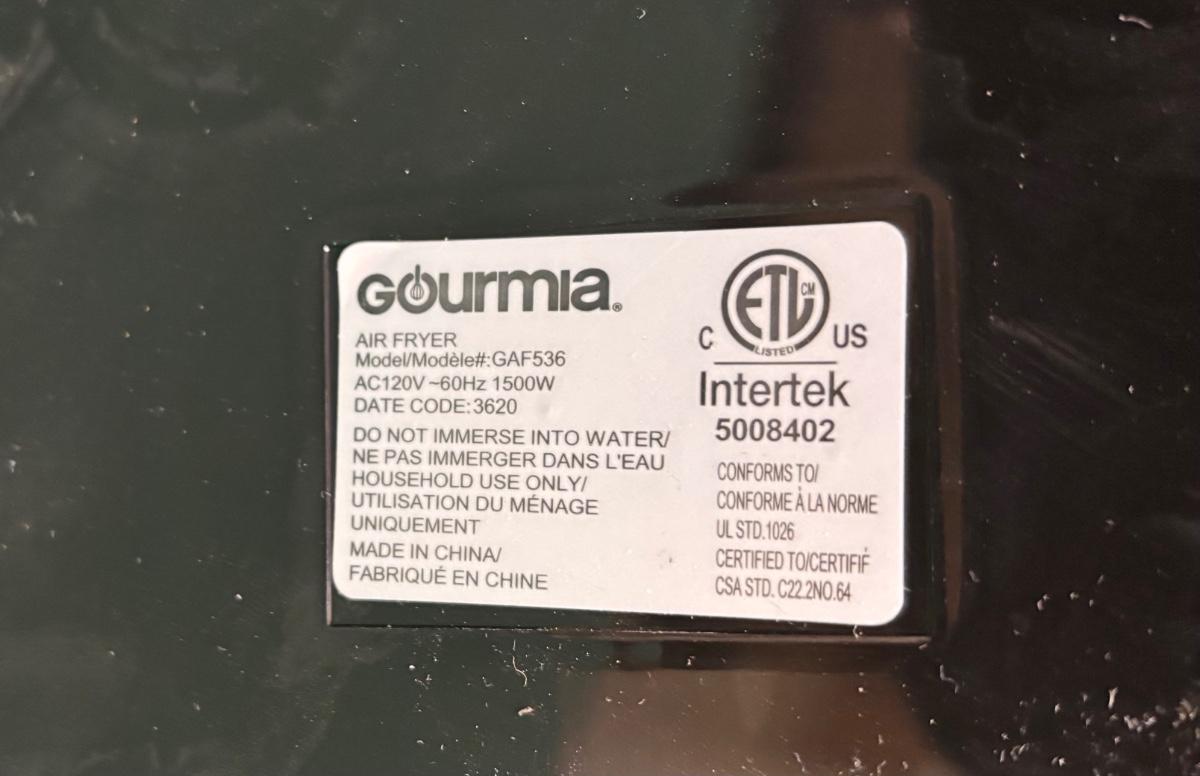 GOURMIA®
AIR FRYER
Model/Modèle#:GAF536
AC120V ~60Hz 1500W
DATE CODE:3620
DO NOT IMMERSE INTO WATER/
NE PAS IMMERGER DANS L'EAU
HOUSEHOLD USE ONLY/
UTILISATION DU MÉNAGE
UNIQUEMENT
MADE IN CHINA/
FABRIQUÉ EN CHINE
ETL CM
LISTED
C US
Intertek
5008402
CONFORMS TO/
CONFORME À LA NORME
UL STD.1026
CERTIFIED TO/CERTIFIÉ
CSA STD. C22.2NO.64